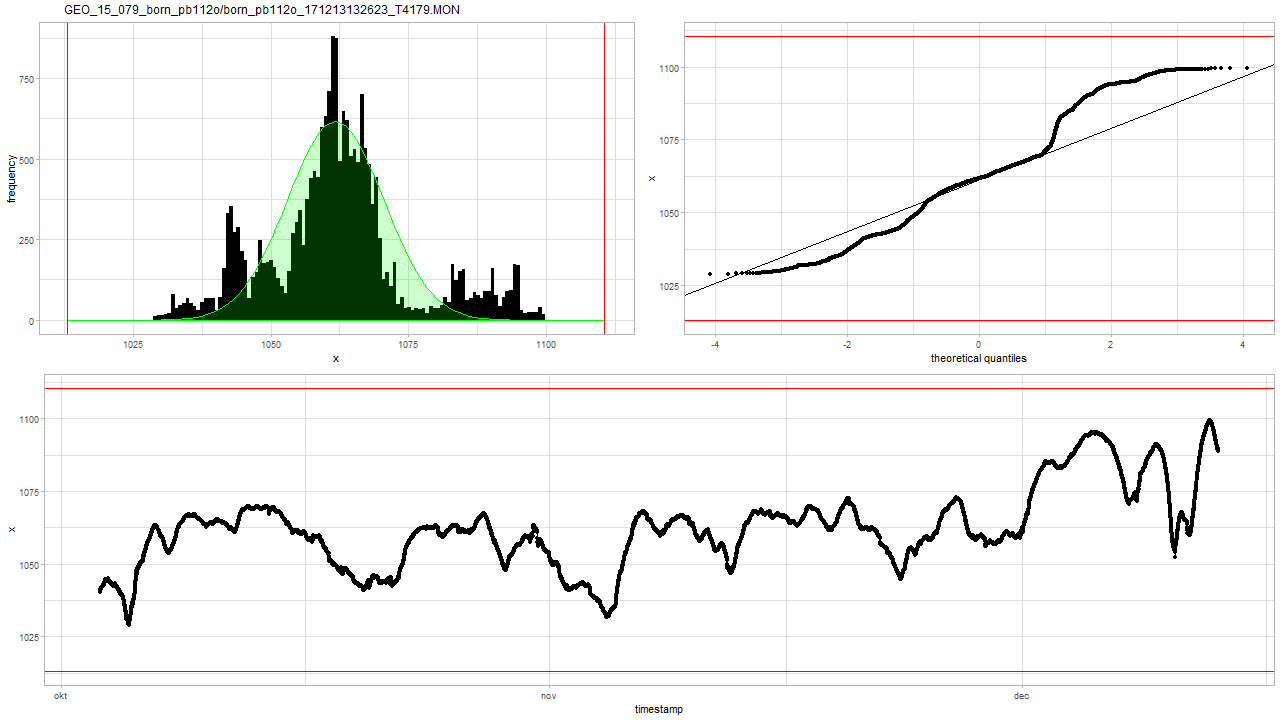 GEO_15_079_born_pb112o/born_pb112o_171213132623_T4179.MON
frequency
750
500
250
0
1025
1050
1075
1100
x
x
1100
1075
1050
1025
-4
-2
0
2
4
theoretical quantiles
x
1100
1075
1050
1025
okt
nov
dec
timestamp